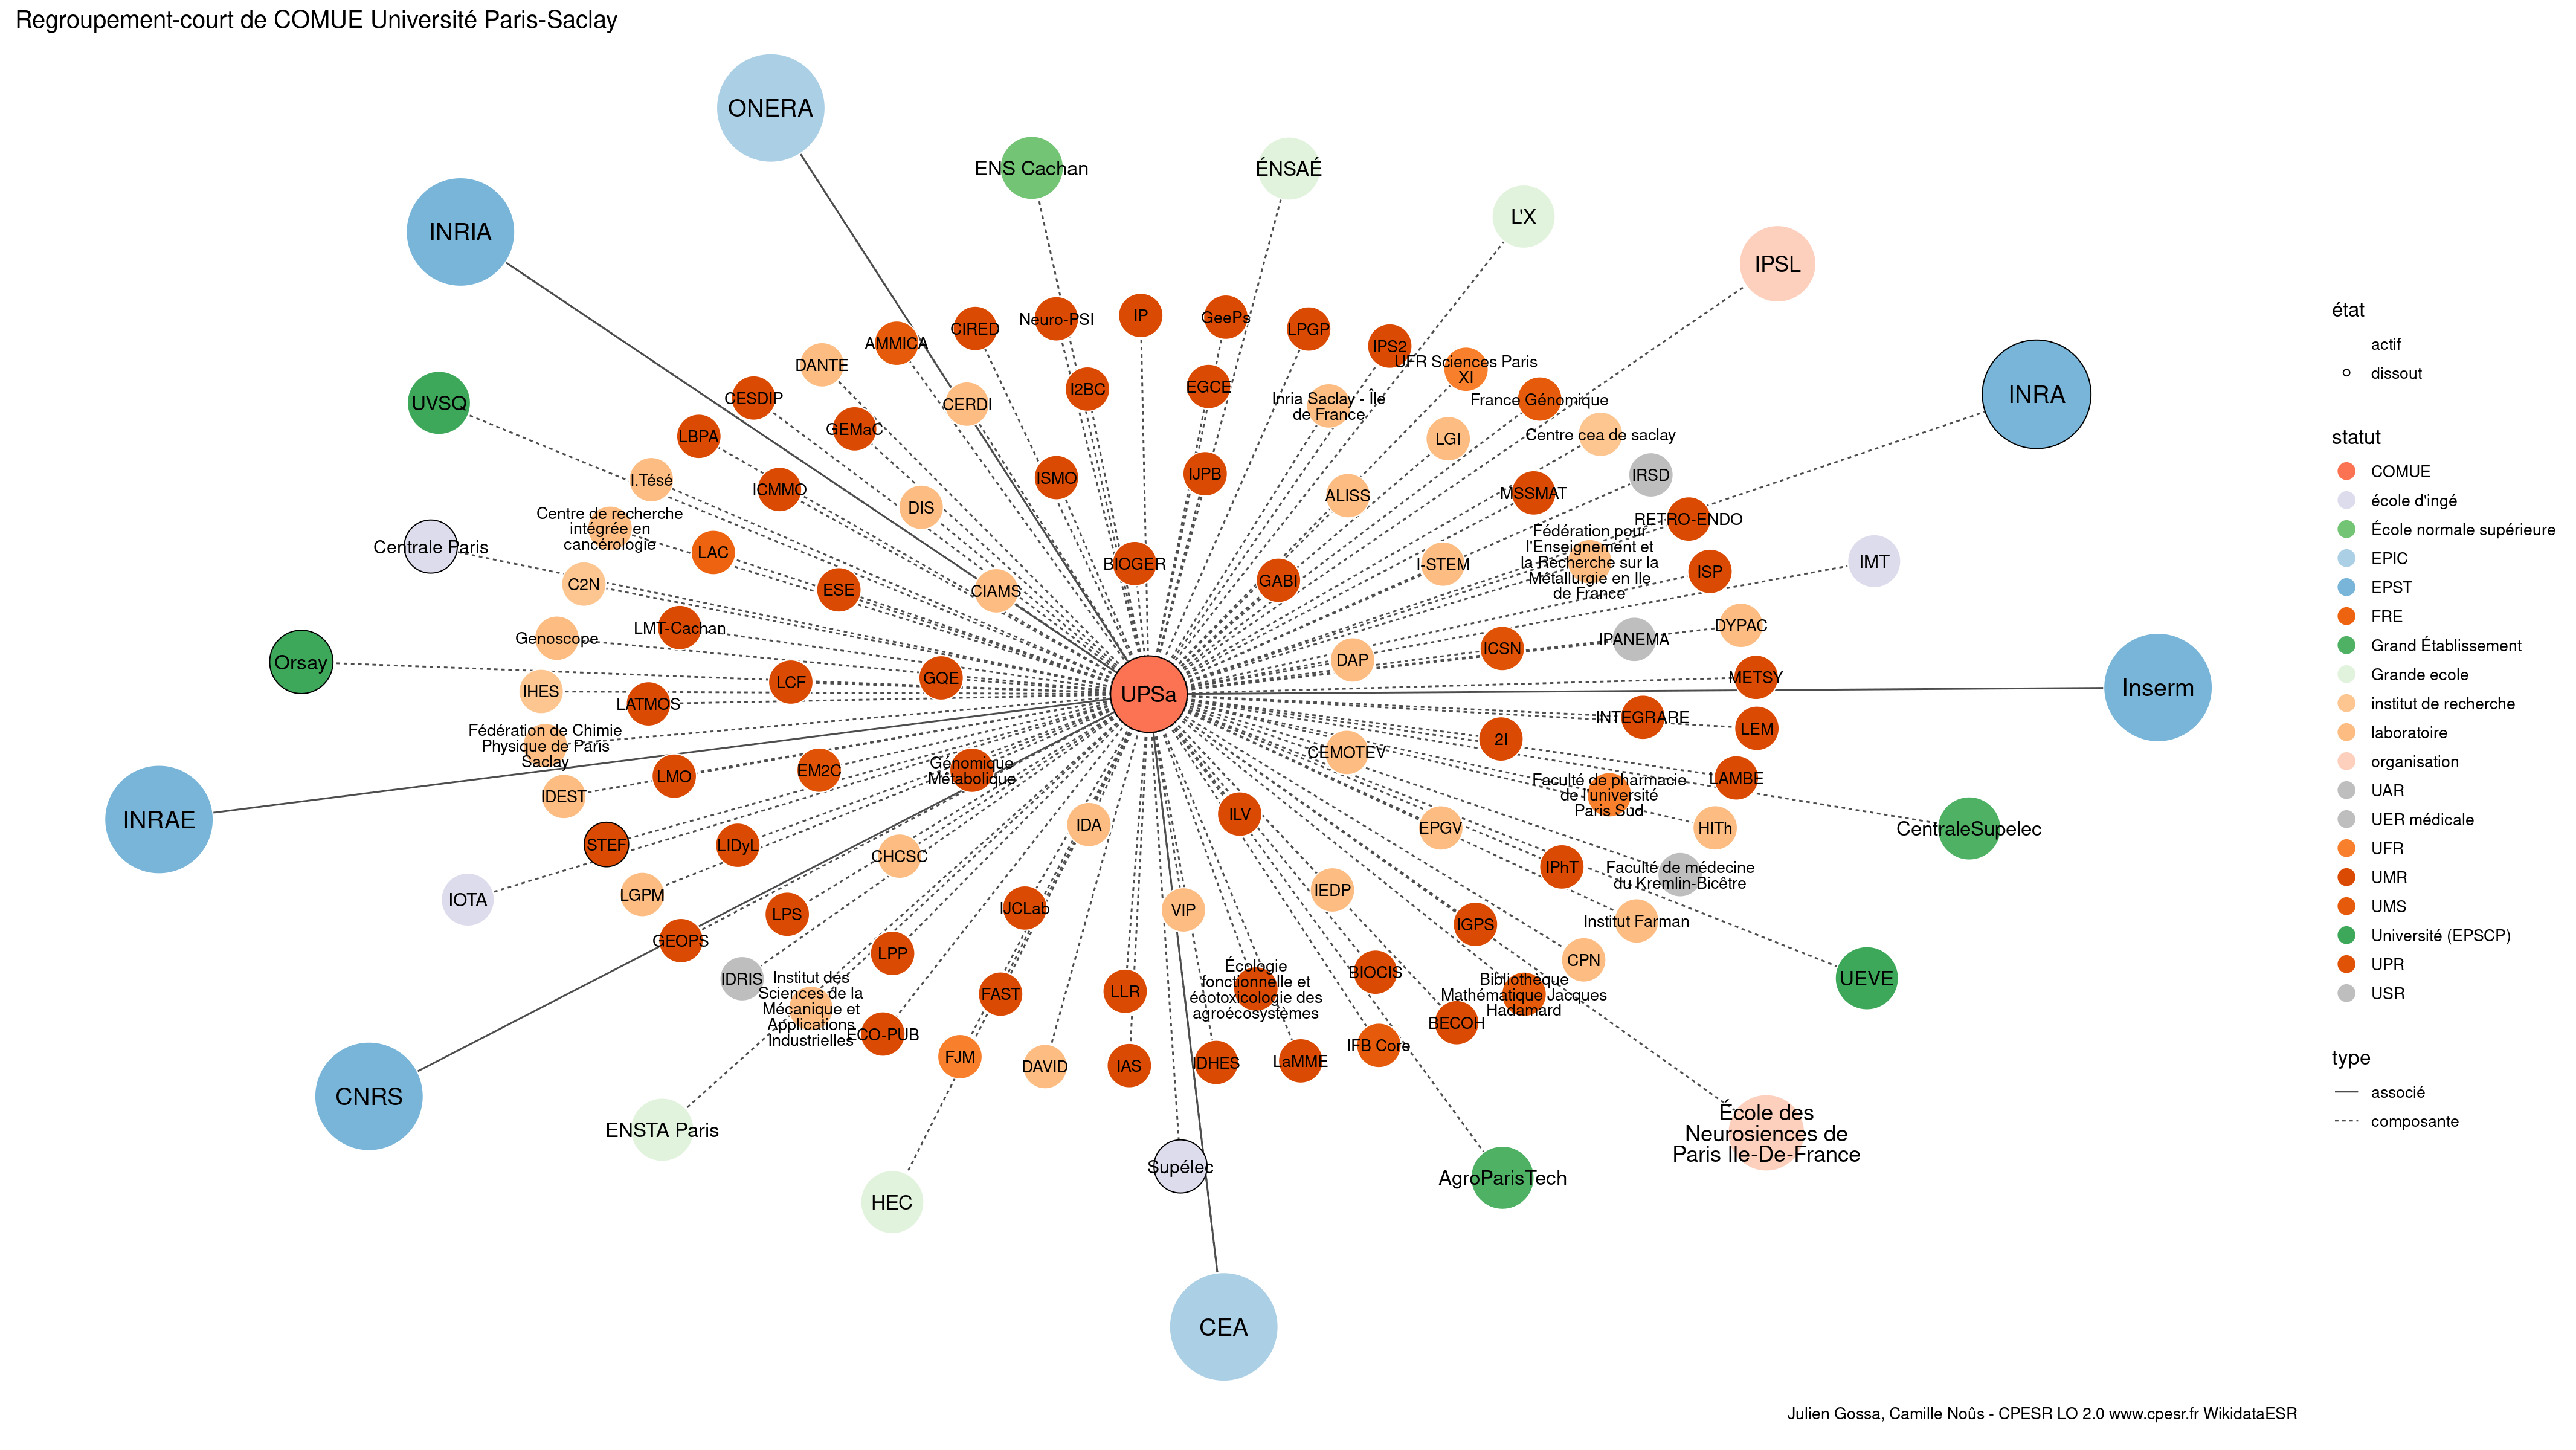 Regroupement-court de COMUE Université Paris-Saclay
ONERA
ENS Cachan
ÉNSAÉ
L'X
INRIA
IPSL
Neuro-PSI
IP
GeePs
LPGP
CIRED
AMMICA
IPS2
UFR Sciences Paris
XI
DANTE
I2BC
EGCE
INRA
CESDIP
CERDI
Inria Saclay - Île
de France
France Génomique
UVSQ
GEMaC
LBPA
LGI
Centre cea de saclay
I.Tésé
ISMO
IJPB
IRSD
ICMMO
ALISS
MSSMAT
DIS
Centre de recherche
intégrée en
cancérologie
RETRO-ENDO
Centrale Paris
LAC
BIOGER
Fédération pour
l'Enseignement et
la Recherche sur la
Métallurgie en Ile
de France
I-STEM
IMT
ISP
C2N
ESE
CIAMS
GABI
Genoscope
LMT-Cachan
DYPAC
IPANEMA
ICSN
Orsay
DAP
LCF
GQE
METSY
IHES
LATMOS
UPSa
Inserm
INTEGRARE
LEM
Fédération de Chimie
Physique de Paris
Saclay
2I
CEMOTEV
LMO
EM2C
Génomique
Métabolique
LAMBE
Faculté de pharmacie
de l'université
Paris Sud
IDEST
INRAE
IDA
ILV
EPGV
HITh
CentraleSupelec
STEF
LIDyL
CHCSC
IPhT
Faculté de médecine
du Kremlin-Bicêtre
IOTA
LGPM
IEDP
LPS
IJCLab
VIP
IGPS
Institut Farman
GEOPS
LPP
CPN
IDRIS
Institut des
Sciences de la
Mécanique et
Applications
Industrielles
FAST
LLR
Écologie
fonctionnelle et
écotoxicologie des
agroécosystèmes
BIOCIS
Bibliothèque
Mathématique Jacques
Hadamard
UEVE
ECO-PUB
BECOH
FJM
DAVID
IAS
IDHES
LaMME
IFB Core
CNRS
ENSTA Paris
École des
Neurosiences de
Paris Ile-De-France
Supélec
AgroParisTech
HEC
CEA
état
actif
dissout
statut
COMUE
école d'ingé
École normale supérieure
EPIC
EPST
FRE
Grand Établissement
Grande ecole
institut de recherche
laboratoire
organisation
UAR
UER médicale
UFR
UMR
UMS
Université (EPSCP)
UPR
USR
type
associé
composante
Julien Gossa, Camille Noûs - CPESR LO 2.0 www.cpesr.fr WikidataESR